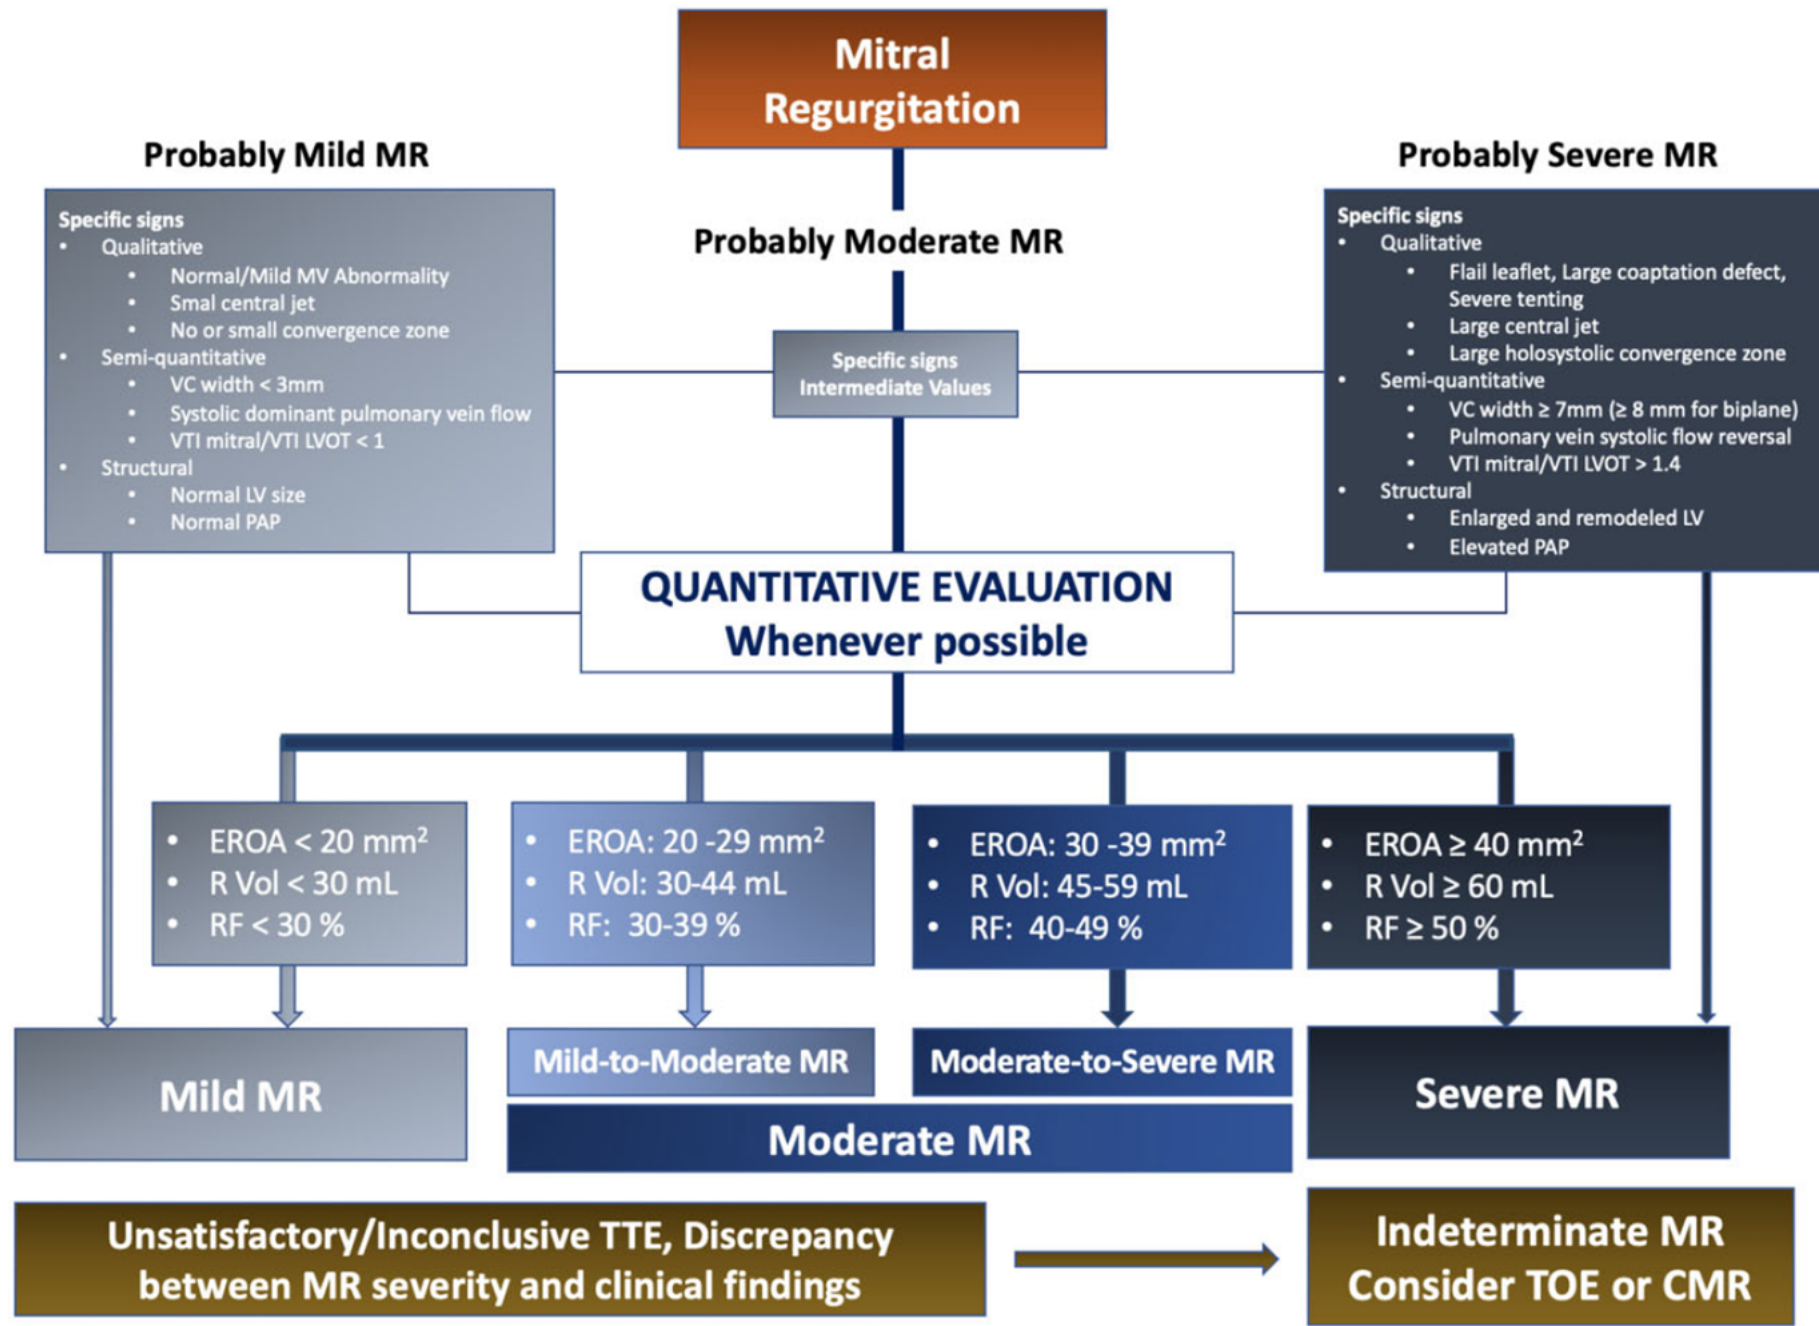 Mitral
Regurgitation
Probably Mild MR
Specific signs
• Qualitative
• Normal/Mild MV Abnormality
• Smal central jet
• No or small convergence zone
• Semi-quantitative
• VC width < 3mm
• Systolic dominant pulmonary vein flow
• VTI mitral/VTI LVOT < 1
• Structural
• Normal LV size
• Normal PAP
Probably Moderate MR
Specific signs
Intermediate Values
Probably Severe MR
Specific signs
• Qualitative
• Flail leaflet, Large coaptation defect,
Severe tenting
• Large central jet
• Large holosystolic convergence zone
• Semi-quantitative
• VC width ≥ 7mm (≥ 8 mm for biplane)
• Pulmonary vein systolic flow reversal
• VTI mitral/VTI LVOT > 1.4
• Structural
• Enlarged and remodeled LV
• Elevated PAP
QUANTITATIVE EVALUATION
Whenever possible
• EROA < 20 mm²
• R Vol < 30 mL
• RF < 30 %
• EROA: 20 -29 mm²
• R Vol: 30-44 mL
• RF: 30-39 %
• EROA: 30 -39 mm²
• R Vol: 45-59 mL
• RF: 40-49 %
• EROA ≥ 40 mm²
• R Vol ≥ 60 mL
• RF ≥ 50 %
Mild MR
Mild-to-Moderate MR
Moderate-to-Severe MR
Moderate MR
Severe MR
Unsatisfactory/Inconclusive TTE, Discrepancy
between MR severity and clinical findings
Indeterminate MR
Consider TOE or CMR